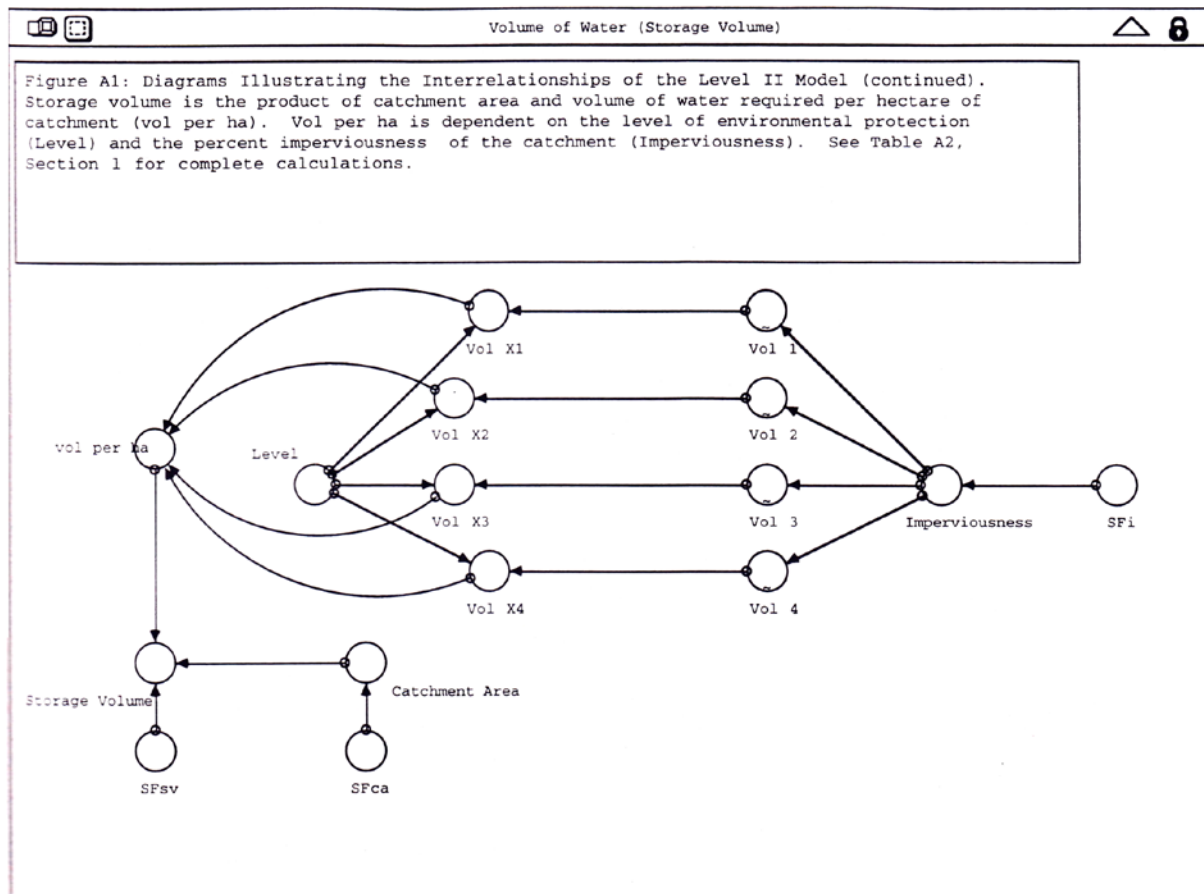 Volume of Water (Storage Volume)
Figure A1: Diagrams Illustrating the Interrelationships of the Level II Model (continued).
Storage volume is the product of catchment area and volume of water required per hectare of
catchment (vol per ha).  Vol per ha is dependent on the level of environmental protection
(Level) and the percent imperviousness  of the catchment (Imperviousness).  See Table A2,
Section 1 for complete calculations.
Vol X1
Vol 1
Vol X2
Vol 2
vol per ha
Level
Vol X3
Vol 3
Imperviousness
SFi
Vol X4
Vol 4
Storage Volume
Catchment Area
SFsv
SFca